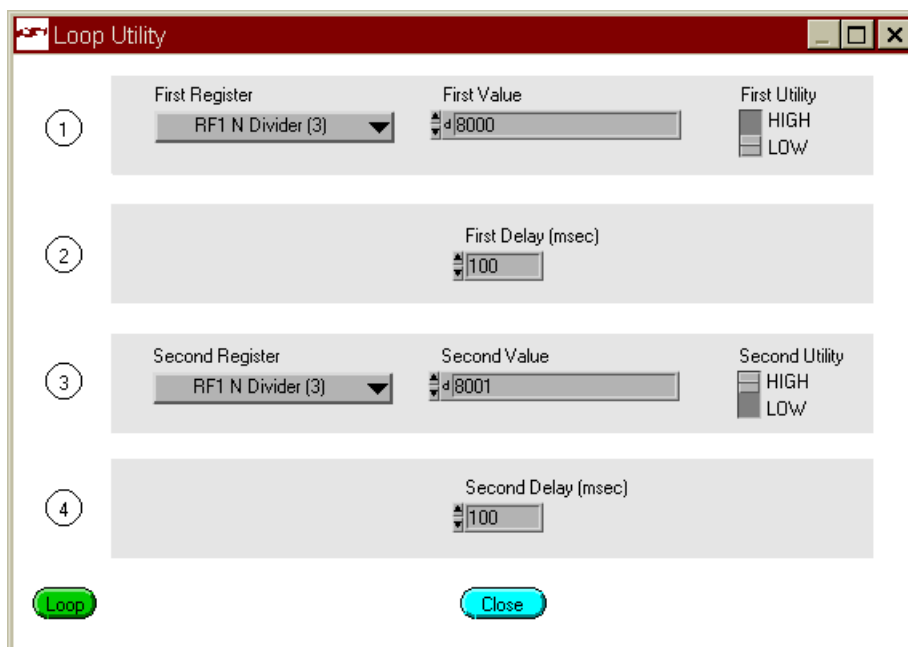 Loop Utility
1
First Register
First Value
First Utility
RF1 N Divider (3)
d 8000
HIGH
LOW
2
First Delay (msec)
100
3
Second Register
Second Value
Second Utility
RF1 N Divider (3)
d 8001
HIGH
LOW
4
Second Delay (msec)
100
Loop
Close